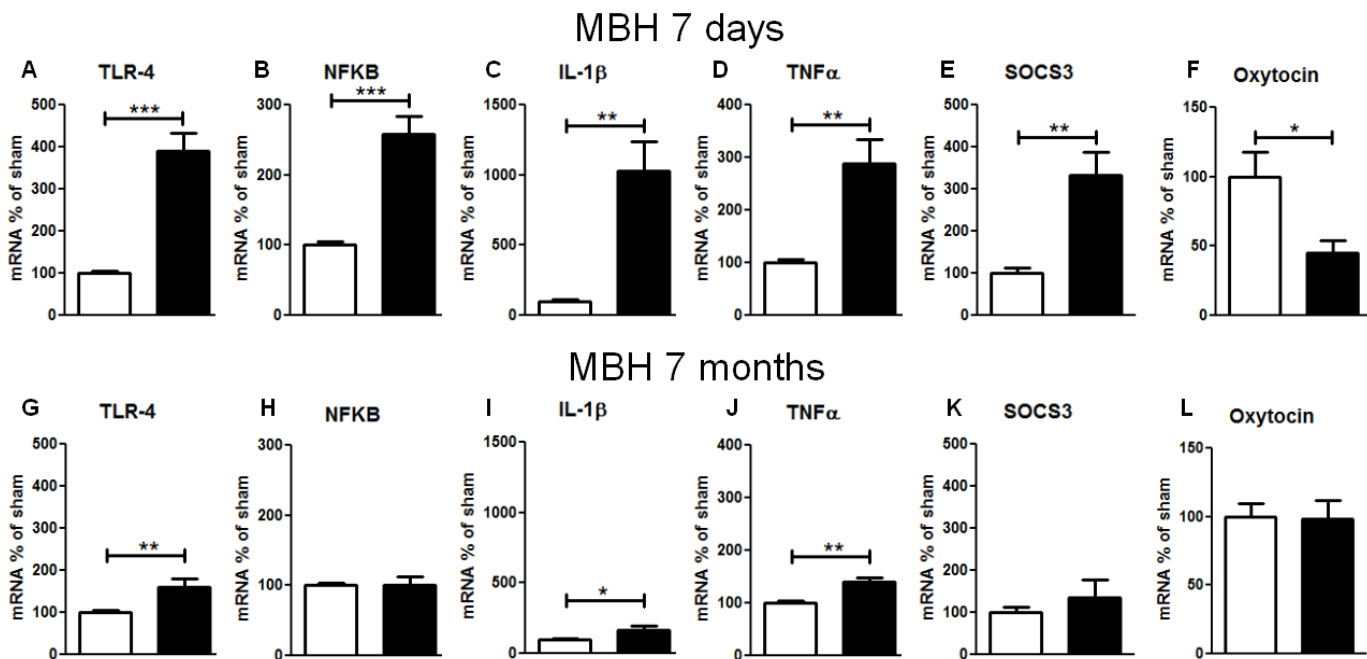 MBH 7 days
A TLR-4
mRNA % of sham
500
400
300
200
100
0
***
B NFKB
mRNA % of sham
300
200
100
0
***
C IL-1β
mRNA % of sham
1500
1000
500
0
**
D TNFα
mRNA % of sham
400
300
200
100
0
**
E SOCS3
mRNA % of sham
500
400
300
200
100
0
**
F Oxytocin
mRNA % of sham
150
100
50
0
*
MBH 7 months
G TLR-4
mRNA % of sham
500
400
300
200
100
0
**
H NFKB
mRNA % of sham
300
200
100
0
I IL-1β
mRNA % of sham
1500
1000
500
0
*
J TNFα
mRNA % of sham
400
300
200
100
0
**
K SOCS3
mRNA % of sham
500
400
300
200
100
0
L Oxytocin
mRNA % of sham
150
100
50
0